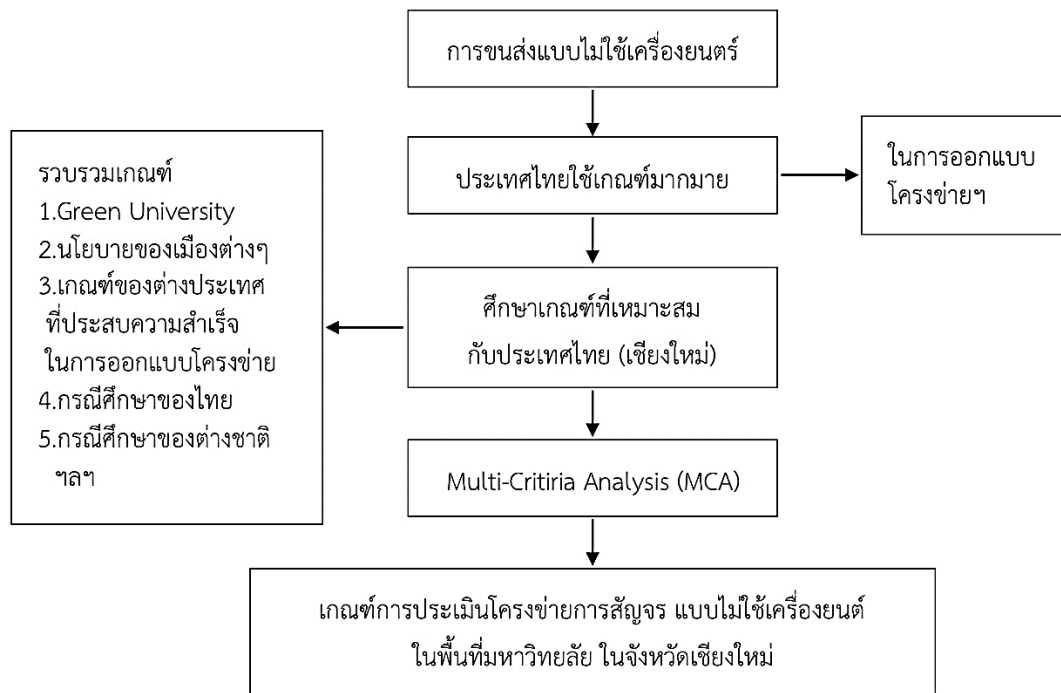 การขนส่งแบบไม่ใช้เครื่องยนตร์
ประเทศไทยใช้เกณฑ์มากมาย
ในการออกแบบ
โครงข่ายฯ
รวบรวมเกณฑ์
1.Green University
2.นโยบายของเมืองต่างๆ
3.เกณฑ์ของต่างประเทศ
ที่ประสบความสำเร็จ
ในการออกแบบโครงข่าย
4.กรณีศึกษาของไทย
5.กรณีศึกษาของต่างชาติ
ฯลฯ
ศึกษาเกณฑ์ที่เหมาะสม
กับประเทศไทย (เชียงใหม่)
Multi-Critiria Analysis (MCA)
เกณฑ์การประเมินโครงข่ายการสัญจร แบบไม่ใช้เครื่องยนต์
ในพื้นที่มหาวิทยลัย ในจังหวัดเชียงใหม่